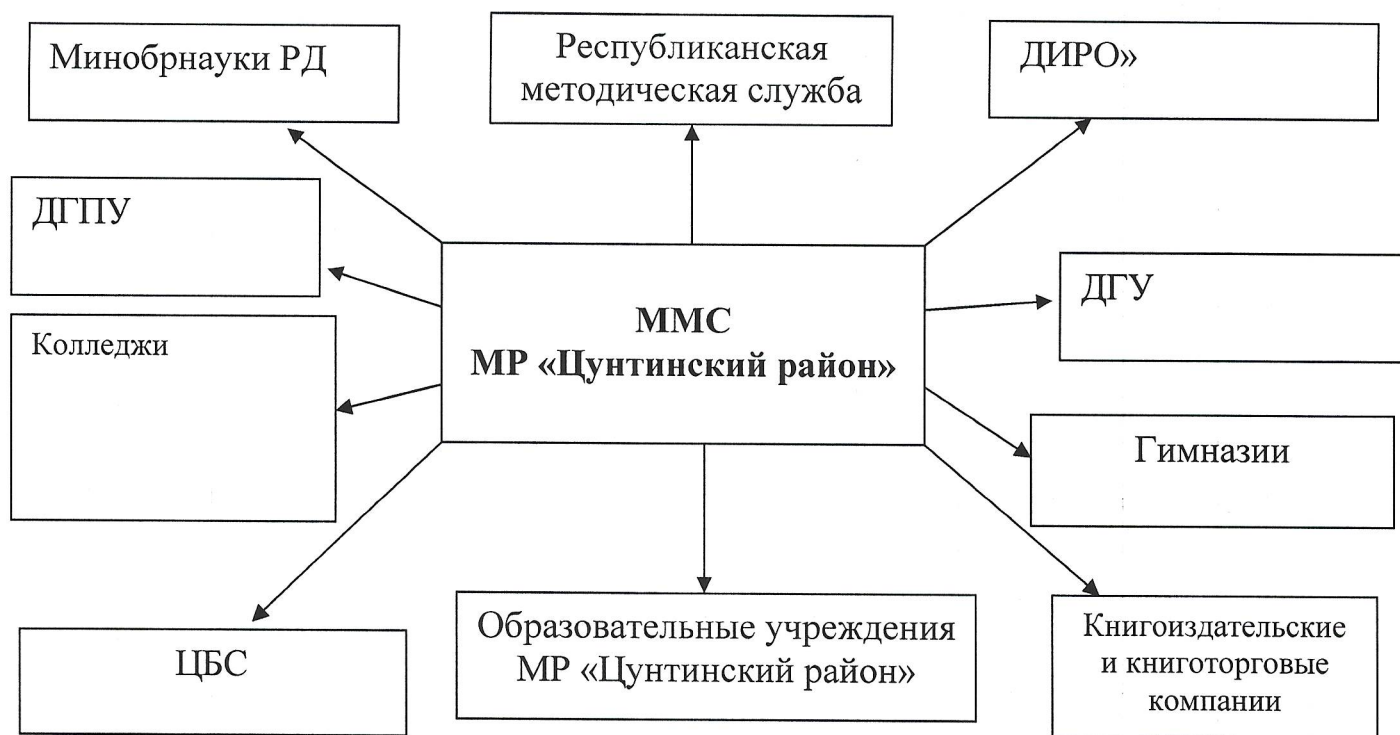 Минобрнауки РД
Республиканская
методическая служба
ДИРО»
ДГПУ
ДГУ
ММС
МР «Цунтинский район»
Колледжи
Гимназии
ЦБС
Образовательные учреждения
МР «Цунтинский район»
Книгоиздательские
и книготорговые
компании